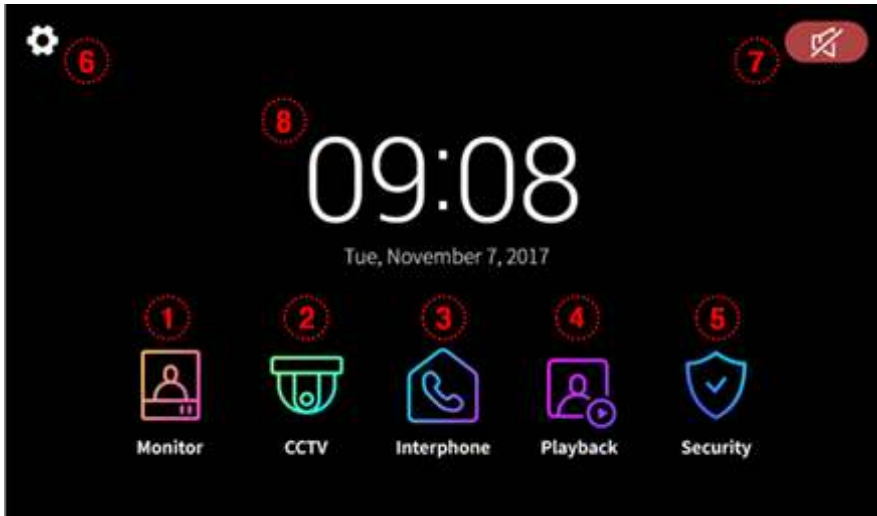 6
7
8
09:08
Tue, November 7, 2017
1 2 3 4 5
Monitor CCTV Interphone Playback Security